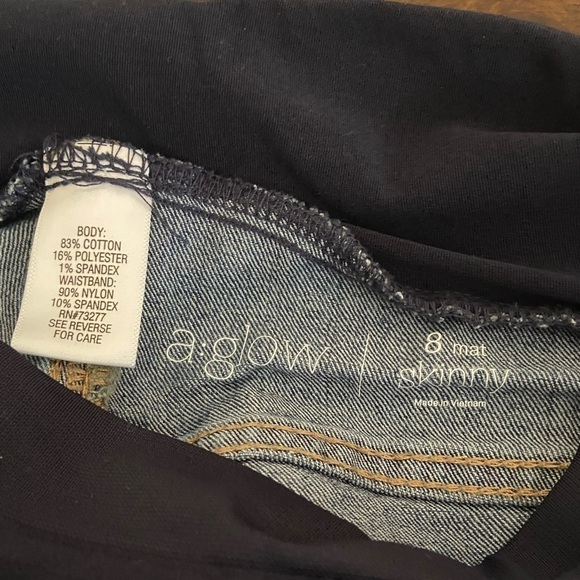 BODY:
83% COTTON
16% POLYESTER
1% SPANDEX
WAISTBAND:
90% NYLON
10% SPANDEX
RN#73277
SEE REVERSE
FOR CARE
a:glow | 8 mat
skinny
Made in Vietnam